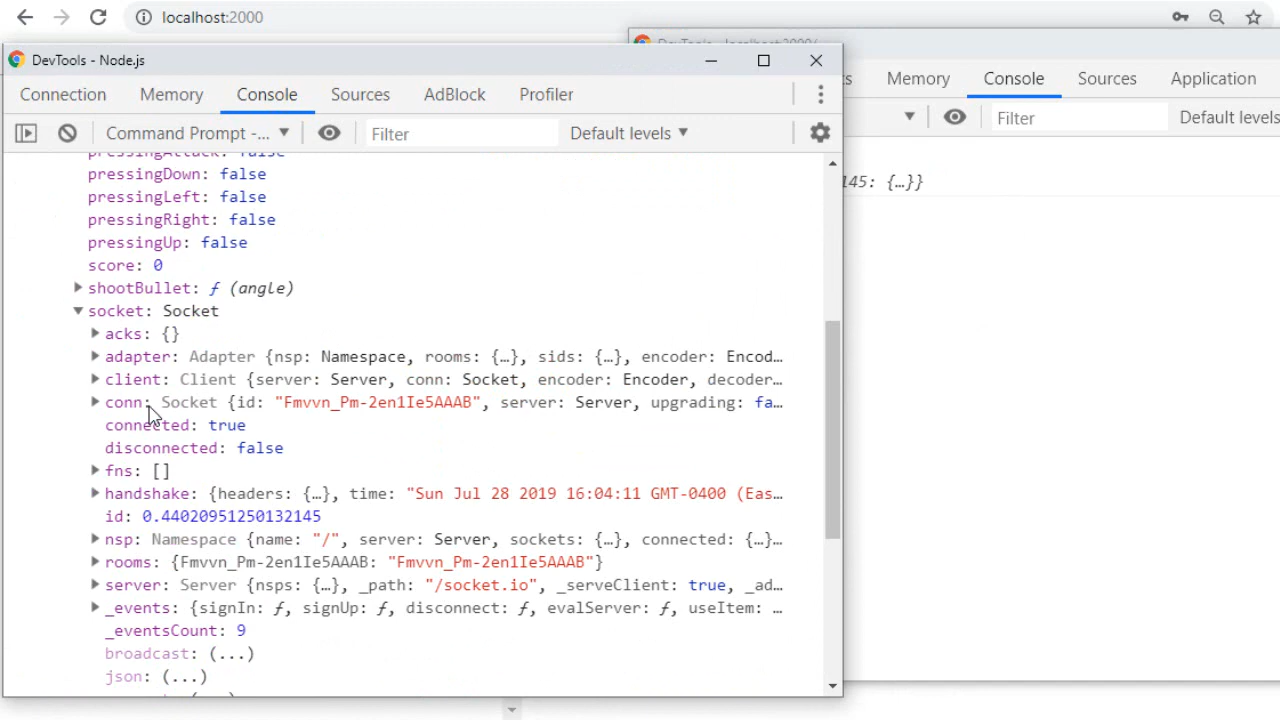 localhost:2000
DevTools - Node.js
Connection Memory Console Sources AdBlock Profiler
Memory Console Sources Application
Command Prompt -... Filter Default levels
Filter Default levels
pressingAttack: false
145: {…}}
pressingDown: false
pressingLeft: false
pressingRight: false
pressingUp: false
score: 0
shootBullet: ƒ (angle)
socket: Socket
acks: {}
adapter: Adapter {nsp: Namespace, rooms: {…}, sids: {…}, encoder: Encod…
client: Client {server: Server, conn: Socket, encoder: Encoder, decoder…
conn: Socket {id: "Fmvvn_Pm-2en1Ie5AAAB", server: Server, upgrading: fa…
connected: true
disconnected: false
fns: []
handshake: {headers: {…}, time: "Sun Jul 28 2019 16:04:11 GMT-0400 (Eas…
id: 0.44020951250132145
nsp: Namespace {name: "/", server: Server, sockets: {…}, connected: {…}…
rooms: {Fmvvn_Pm-2en1Ie5AAAB: "Fmvvn_Pm-2en1Ie5AAAB"}
server: Server {nsps: {…}, _path: "/socket.io", _serveClient: true, _ad…
_events: {signIn: ƒ, signUp: ƒ, disconnect: ƒ, evalServer: ƒ, useItem: …
_eventsCount: 9
broadcast: (...)
json: (...)